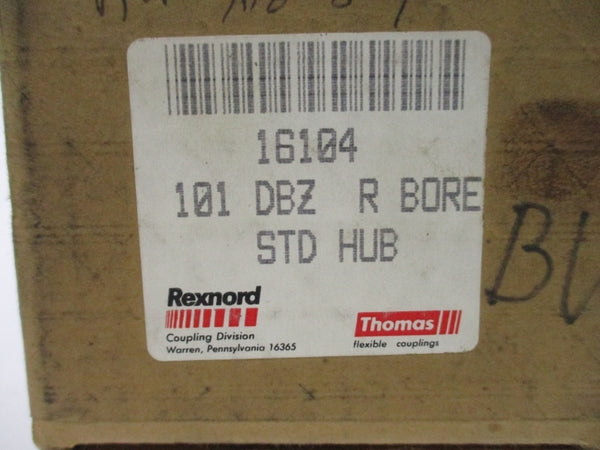 16104
101 DBZ R BORE
STD HUB
Rexnord
Thomas
Coupling Division
flexible couplings
Warren, Pennsylvania 16365